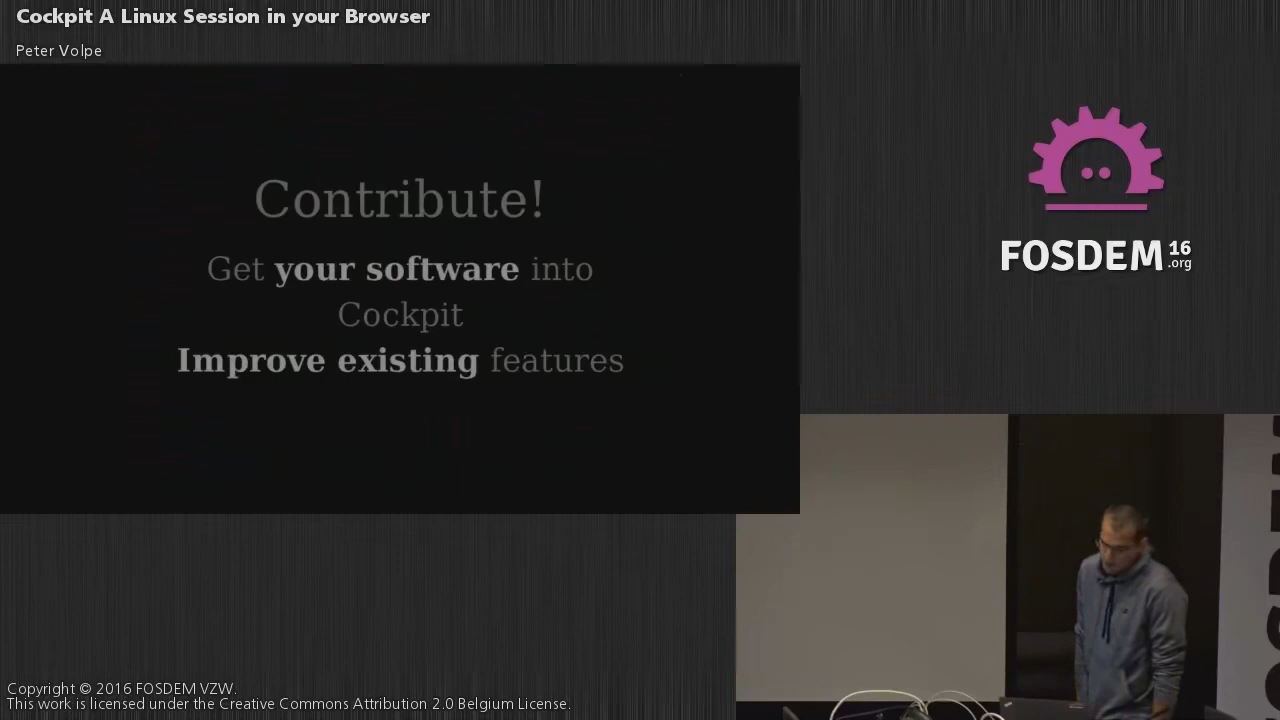 Cockpit A Linux Session in your Browser
Peter Volpe
Contribute!
Get your software into
Cockpit
Improve existing features
FOSDEM 16
.org
Copyright © 2016 FOSDEM VZW.
This work is licensed under the Creative Commons Attribution 2.0 Belgium License.